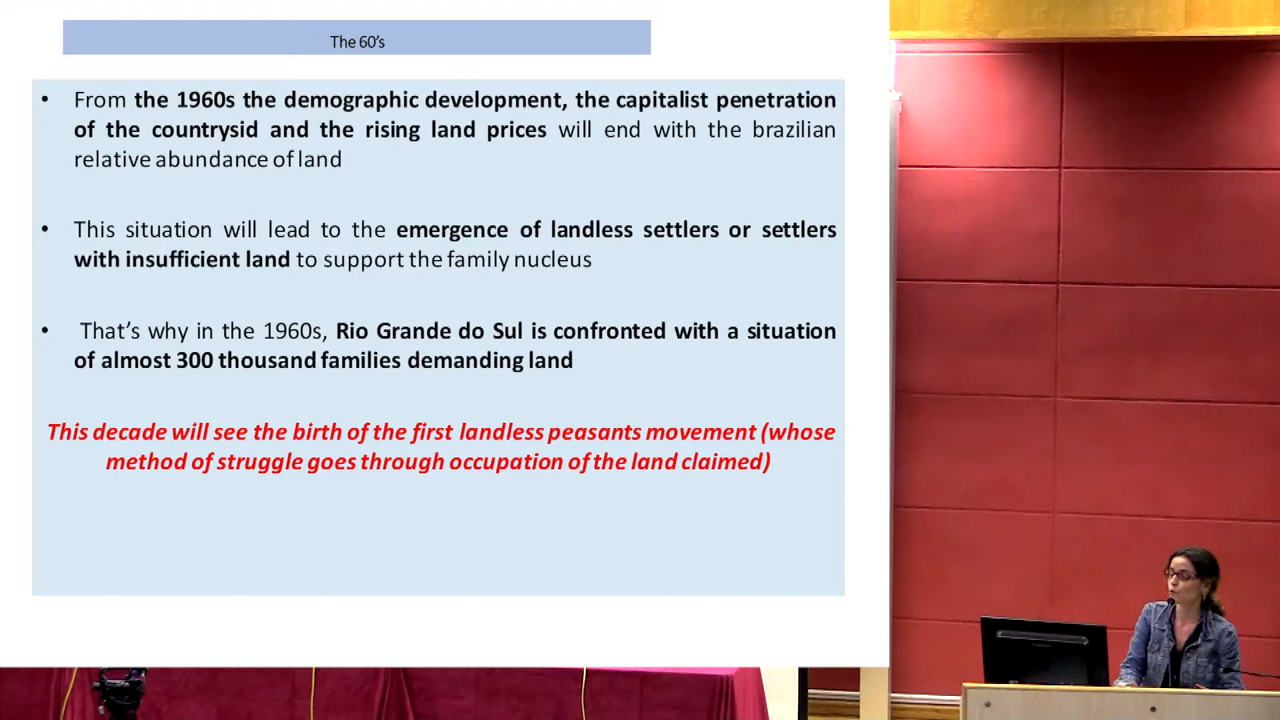 The 60's
• From the 1960s the demographic development, the capitalist penetration
of the countrysid and the rising land prices will end with the brazilian
relative abundance of land
• This situation will lead to the emergence of landless settlers or settlers
with insufficient land to support the family nucleus
• That's why in the 1960s, Rio Grande do Sul is confronted with a situation
of almost 300 thousand families demanding land
This decade will see the birth of the first landless peasants movement (whose
method of struggle goes through occupation of the land claimed)